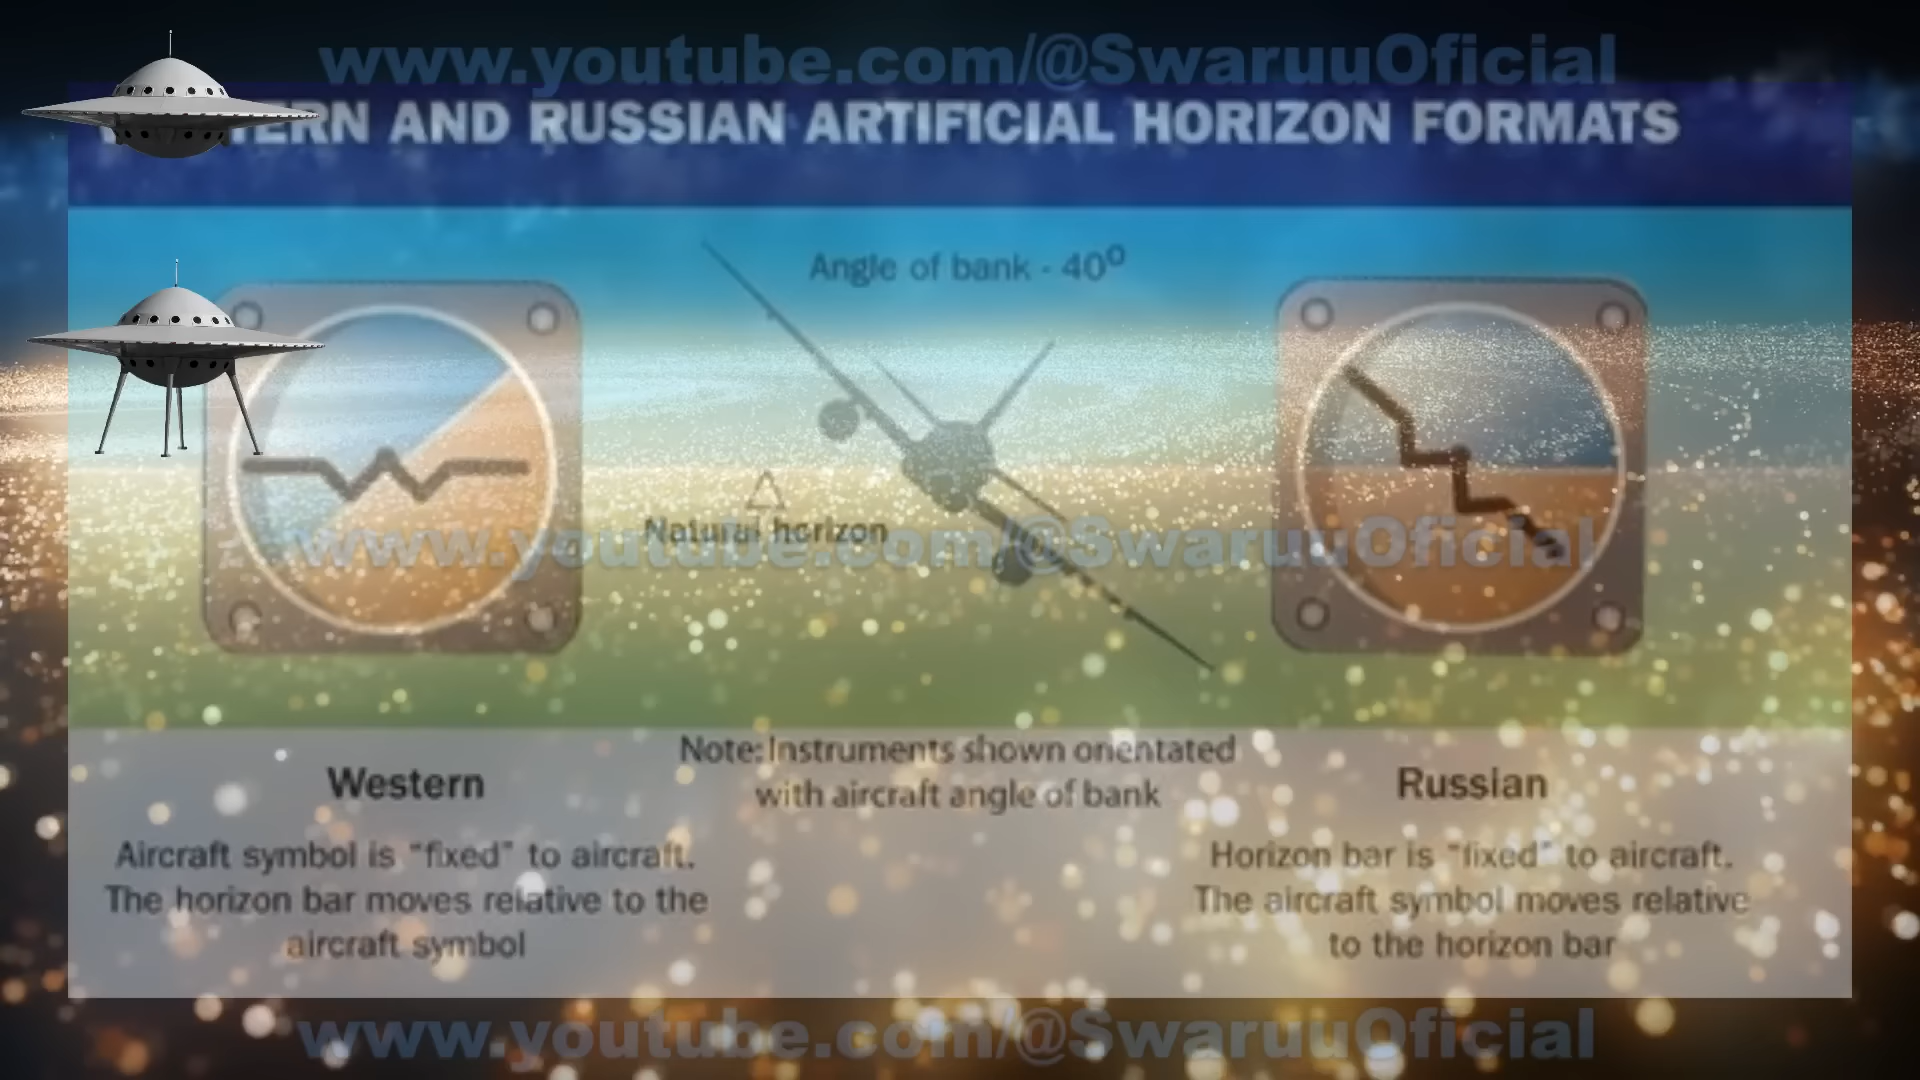 www.youtube.com/@SwaruuOficial
ERN AND RUSSIAN ARTIFICIAL HORIZON FORMATS
Angle of bank - 40º
Natural horizon
www.youtube.com/@SwaruuOficial
Note: Instruments shown orientated
with aircraft angle of bank
Western
Aircraft symbol is "fixed" to aircraft.
The horizon bar moves relative to the
aircraft symbol
Russian
Horizon bar is "fixed" to aircraft.
The aircraft symbol moves relative
to the horizon bar
www.youtube.com/@SwaruuOficial